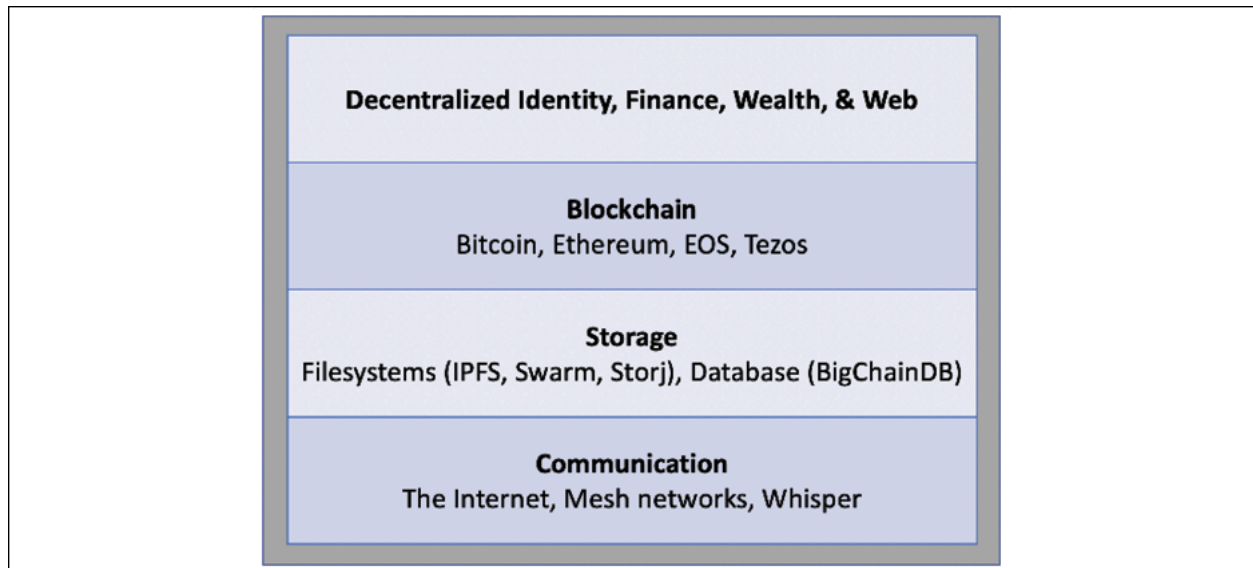 Decentralized Identity, Finance, Wealth, & Web
Blockchain
Bitcoin, Ethereum, EOS, Tezos
Storage
Filesystems (IPFS, Swarm, Storj), Database (BigChainDB)
Communication
The Internet, Mesh networks, Whisper